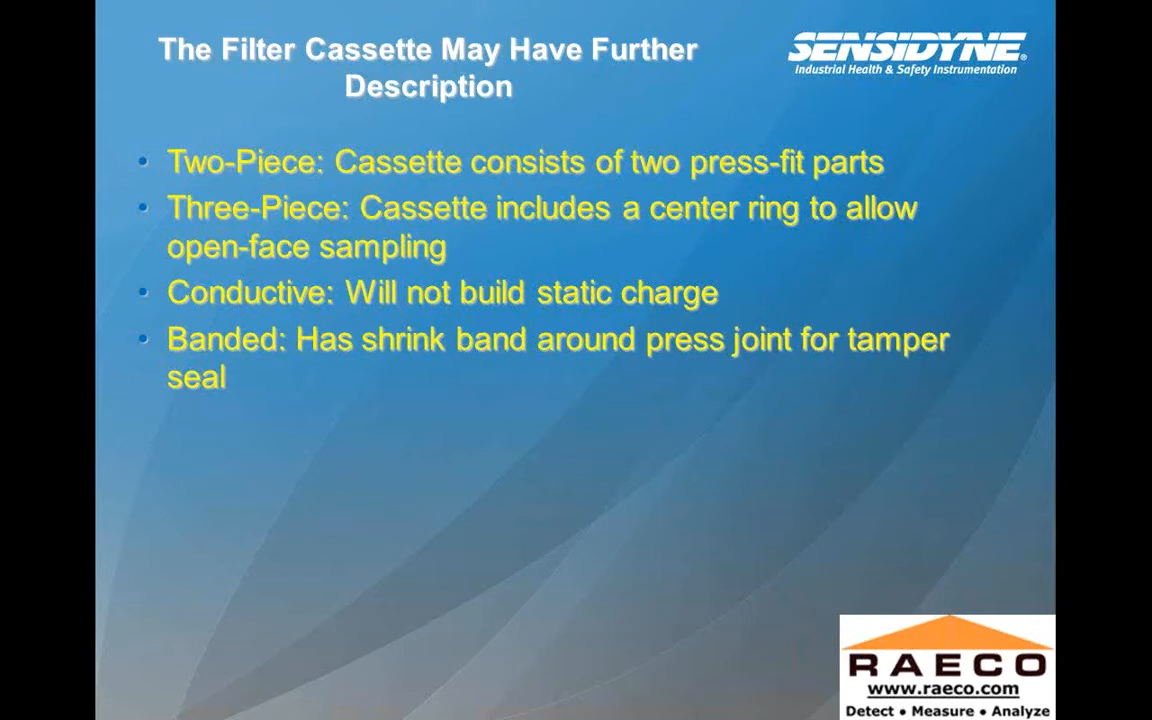 The Filter Cassette May Have Further
Description
SENSIDYNE®
Industrial Health & Safety Instrumentation
• Two-Piece: Cassette consists of two press-fit parts
• Three-Piece: Cassette includes a center ring to allow
open-face sampling
• Conductive: Will not build static charge
• Banded: Has shrink band around press joint for tamper
seal
RAECO
www.raeco.com
Detect • Measure • Analyze